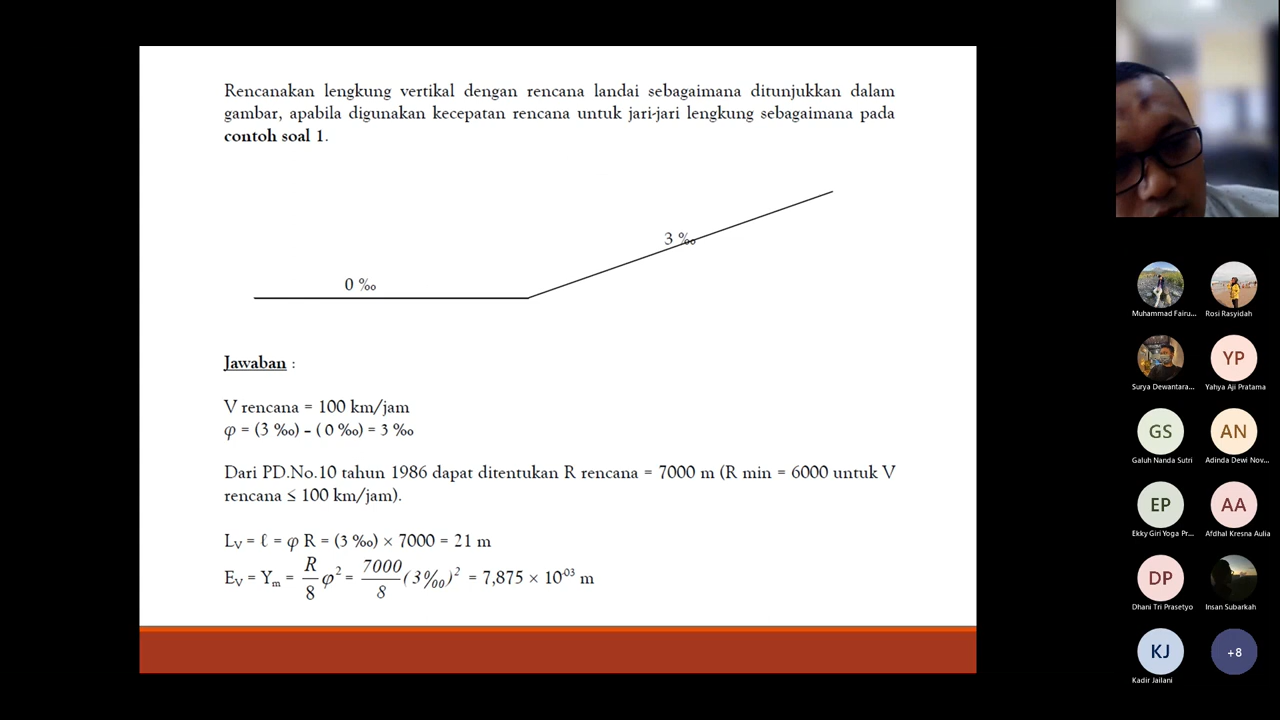 Rencanakan lengkung vertikal dengan rencana landai sebagaimana ditunjukkan dalam
gambar, apabila digunakan kecepatan rencana untuk jari-jari lengkung sebagaimana pada
contoh soal 1.
3 ‰
0 ‰
Jawaban :
V rencana = 100 km/jam
φ = (3 ‰) – ( 0 ‰) = 3 ‰
Dari PD.No.10 tahun 1986 dapat ditentukan R rencana = 7000 m (R min = 6000 untuk V
rencana ≤ 100 km/jam).
Lv = ℓ = φ R = (3 ‰) × 7000 = 21 m
Ev = Ym = R/8 φ² = 7000/8 (3‰)² = 7,875 × 10⁻⁰³ m
Muhammad Fairu... Rosi Rasyidah
YP
Surya Dewantara... Yahya Aji Pratama
GS AN
Galuh Nanda Sutri Adinda Dewi Nov...
EP AA
Ekky Giri Yoga Pr... Afdhal Kresna Aulia
DP
Dhani Tri Prasetyo Insan Subarkah
KJ +8
Kadir Jailani